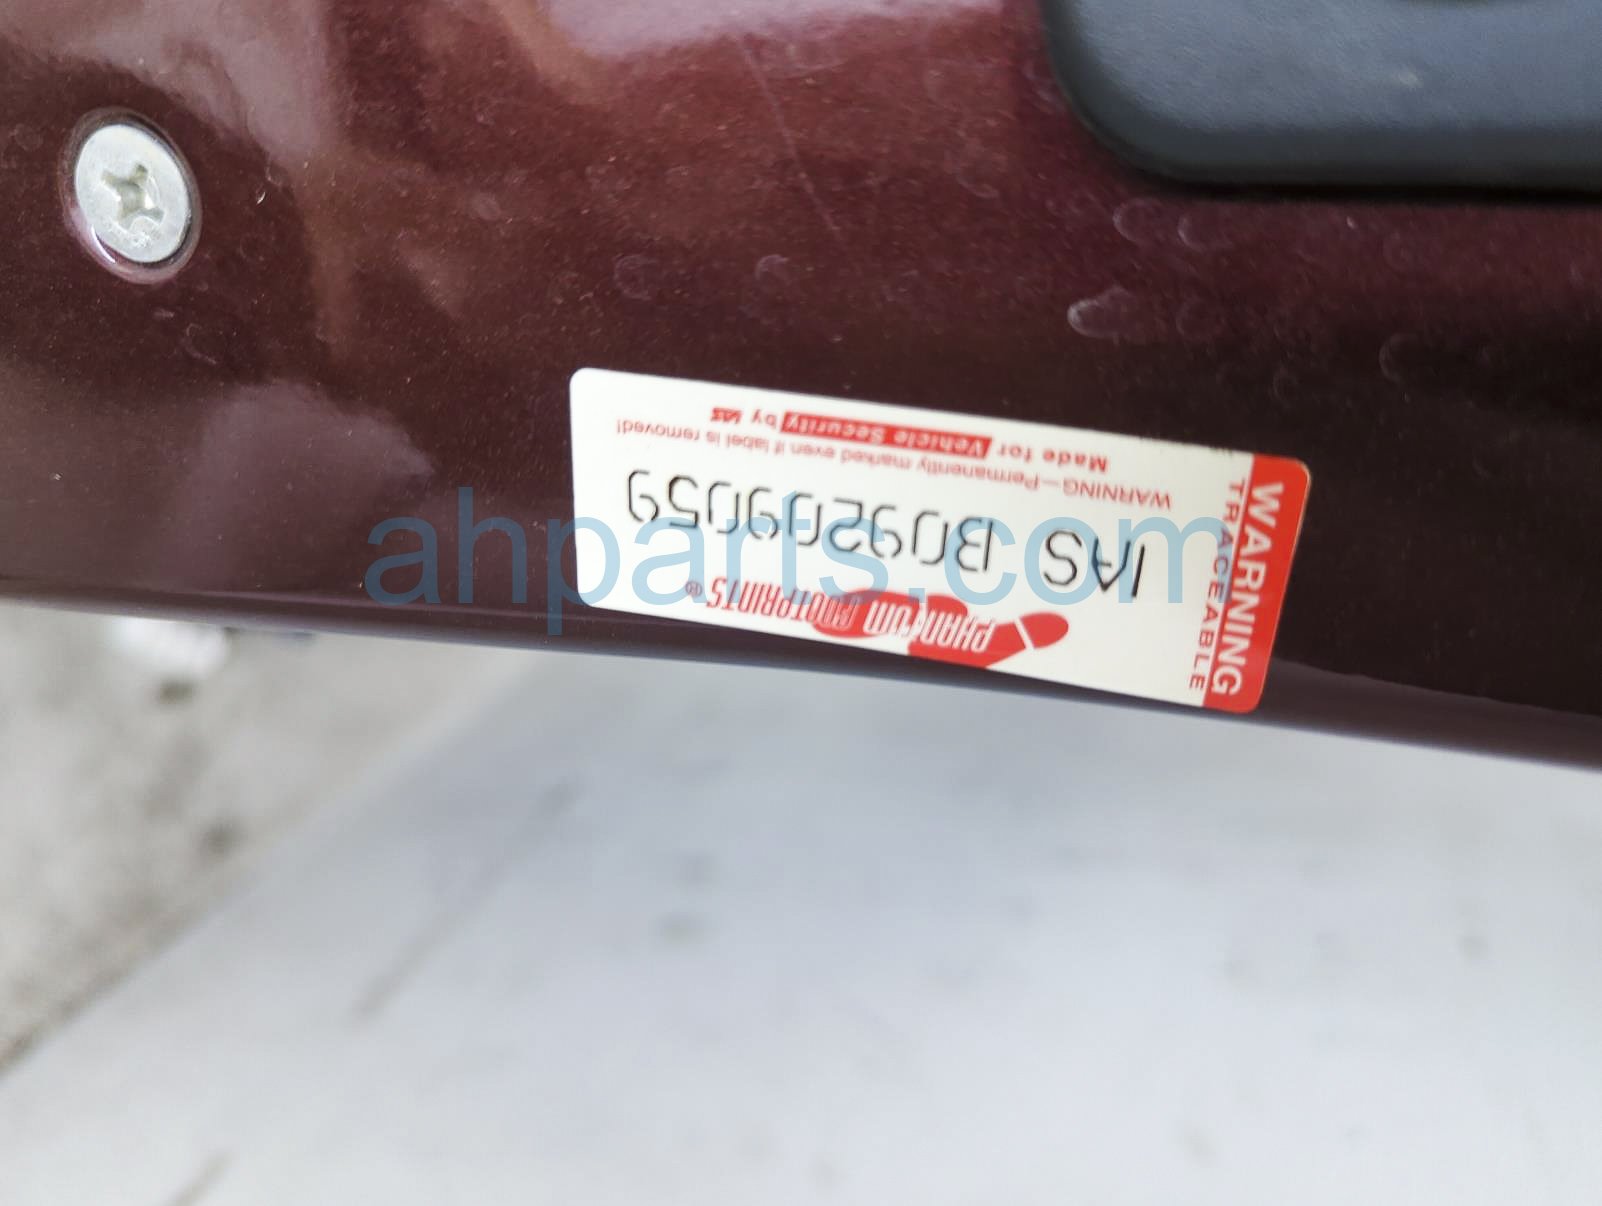 PHANTOM FOOTPRINTS®
IAS B09209059
WARNING—Permanently marked even if label is removed!
Made for Vehicle Security by IAS
WARNING
TRACEABLE
ahparts.com